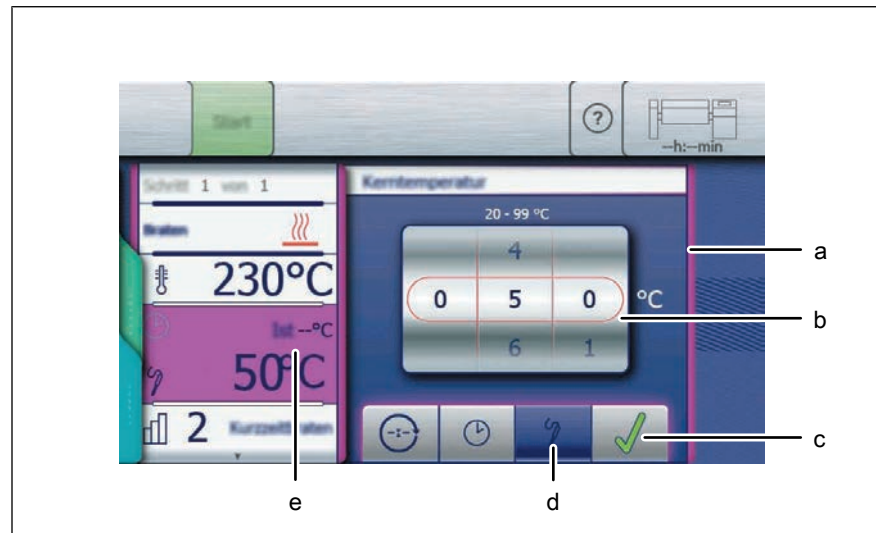 Start
?
--h:--min
Schritt 1 von 1
Kerntemperatur
Braten
20 - 99 °C
230°C
4
0 5 0 °C
6 1
Ist --°C
50°C
2 Kurzzeitbraten
--:--
a
b
c
d
e